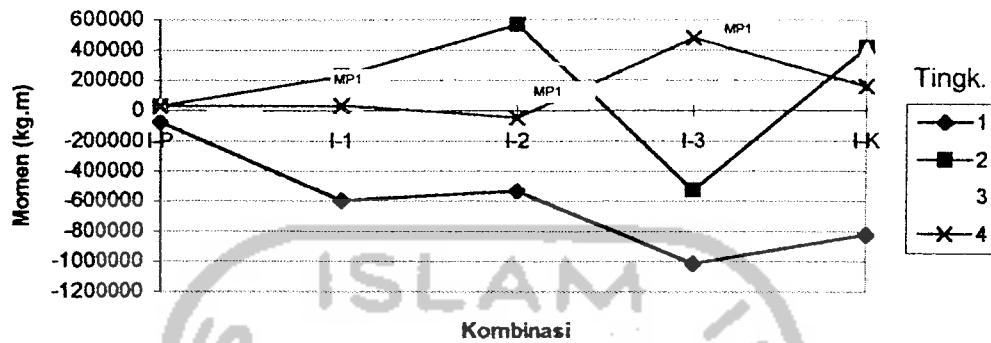 600000
400000
200000
0
-200000
-400000
-600000
-800000
-1000000
-1200000
Momen (kg.m)
MP1
MP1
MP1
I-P
I-1
I-2
I-3
I-K
Kombinasi
Tingk.
1
2
3
4
ISLAM